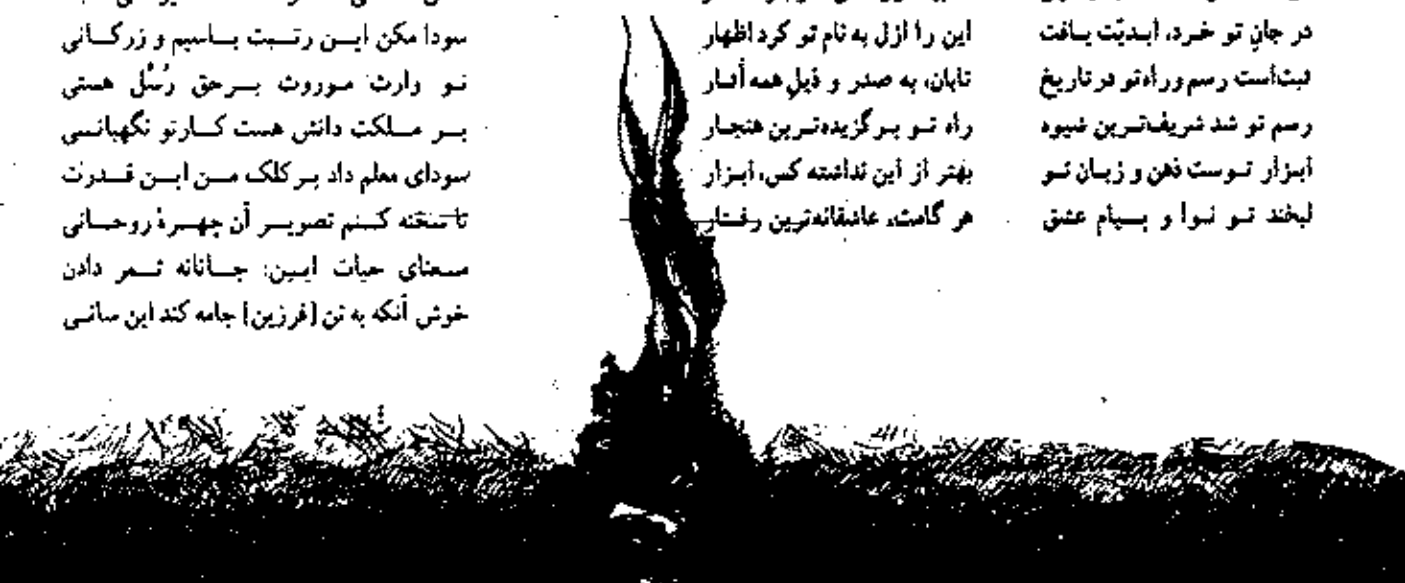 در جانِ تو خرد، ابدیّت یافت
این را ازل به نام تو کرد اظهار
ثبت‌است رسم و راه‌تو در تاریخ
تابان، به صدر و ذیلِ همه آثار
رسم تو شد شریف‌ترین شیوه
راه تو برگزیده‌ترین هنجار
ابزار توست ذهن و زبان تو
بهتر از این نداشته کس، ابزار
لبخند تو نوا و پیام عشق
هر گامت، عاشقانه‌ترین رفتار
سودا مکن این رتبت باسیم و زرکانی
تو وارث موروث برحق رُسُل هستی
بر ملکت دانش هست کارتو نگهبانی
سودای معلم داد بر کلک من این قدرت
تا کنم تصویر آن چهرهٔ روحانی
معنای حیات این: جانانه ثمر دادن
خوش آنکه به تن [فرزین] جامه کند این سانی